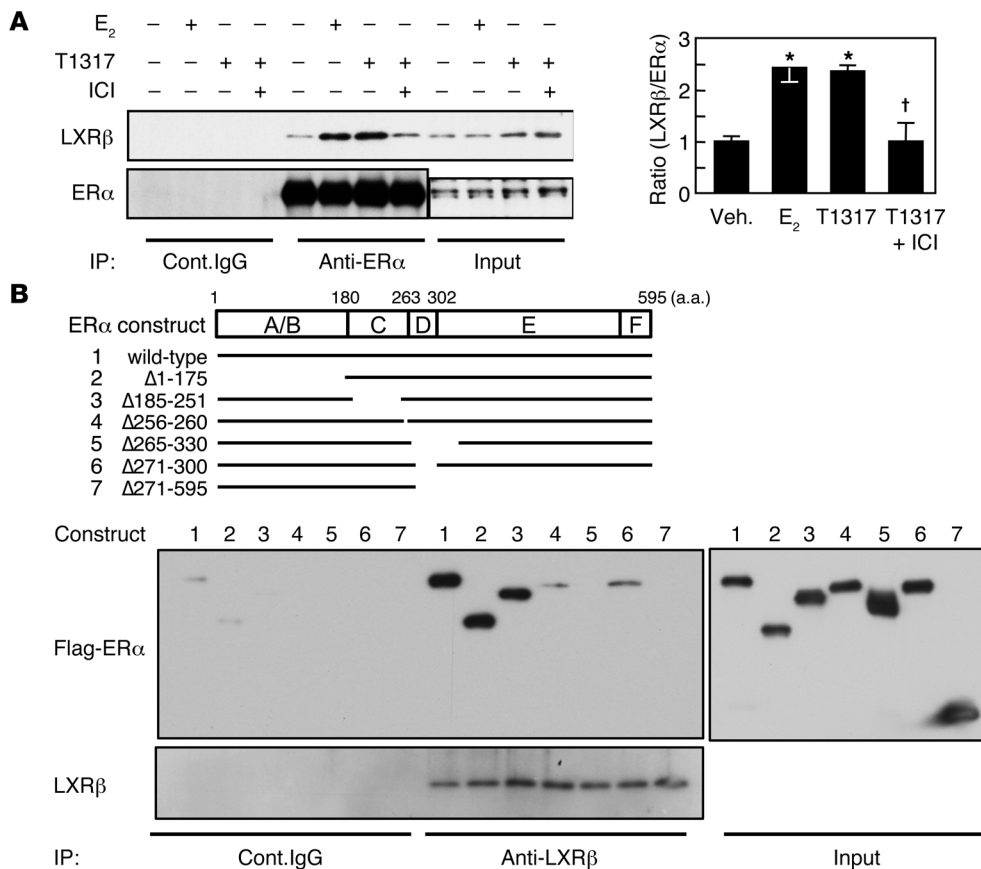 A
E2 – + – – – + – – – + – –
T1317 – – + + – – + + – – + +
ICI – – – + – – – + – – – +
LXRβ
ERα
IP: Cont.IgG Anti-ERα Input
Ratio (LXRβ/ERα)
3
2
1
0
* * †
Veh. E2 T1317 T1317 + ICI
B
1 180 263 302 595 (a.a.)
ERα construct A/B C D E F
1 wild-type
2 Δ1-175
3 Δ185-251
4 Δ256-260
5 Δ265-330
6 Δ271-300
7 Δ271-595
Construct 1 2 3 4 5 6 7 1 2 3 4 5 6 7 1 2 3 4 5 6 7
Flag-ERα
LXRβ
IP: Cont.IgG Anti-LXRβ Input